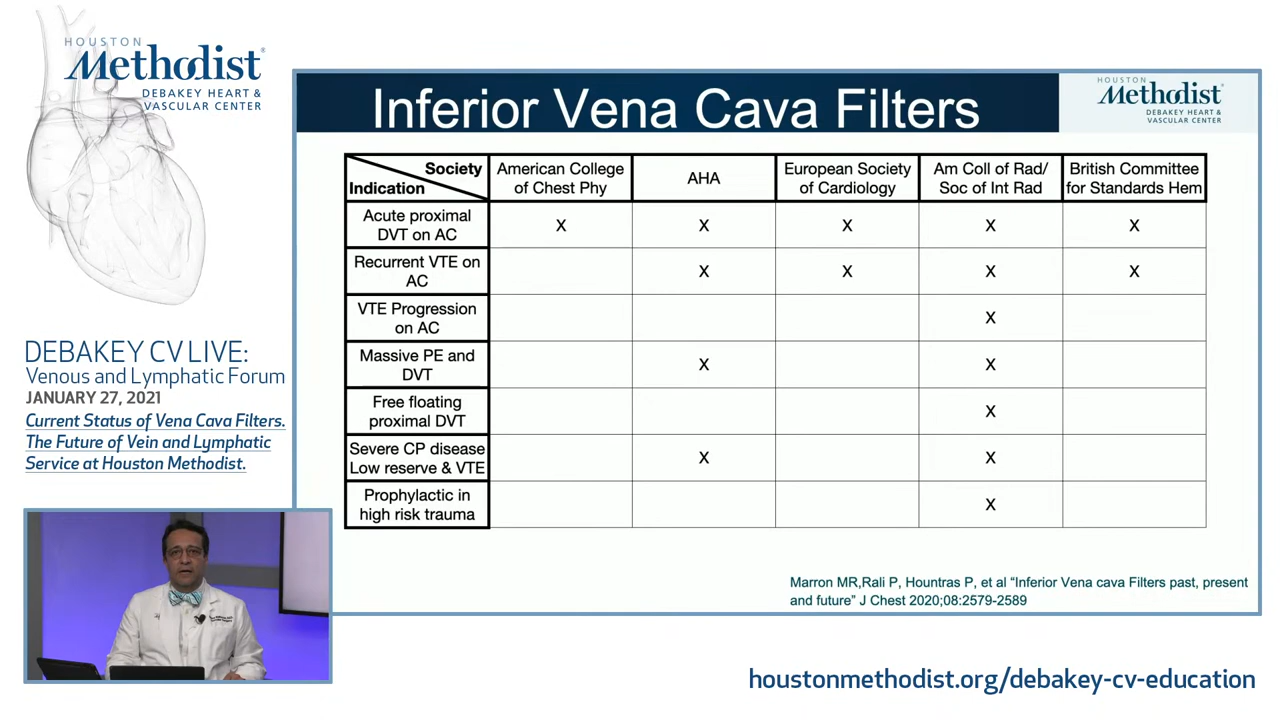 HOUSTON
Methodist®
DEBAKEY HEART &
VASCULAR CENTER
DEBAKEY CV LIVE:
Venous and Lymphatic Forum
JANUARY 27, 2021
Current Status of Vena Cava Filters.
The Future of Vein and Lymphatic
Service at Houston Methodist.
Inferior Vena Cava Filters
HOUSTON
Methodist
DEBAKEY HEART &
VASCULAR CENTER
Society
Indication
American College
of Chest Phy
AHA
European Society
of Cardiology
Am Coll of Rad/
Soc of Int Rad
British Committee
for Standards Hem
Acute proximal
DVT on AC
X X X X X
Recurrent VTE on
AC
X X X X
VTE Progression
on AC
X
Massive PE and
DVT
X X
Free floating
proximal DVT
X
Severe CP disease
Low reserve & VTE
X X
Prophylactic in
high risk trauma
X
Marron MR,Rali P, Hountras P, et al “Inferior Vena cava Filters past, present
and future” J Chest 2020;08:2579-2589
houstonmethodist.org/debakey-cv-education